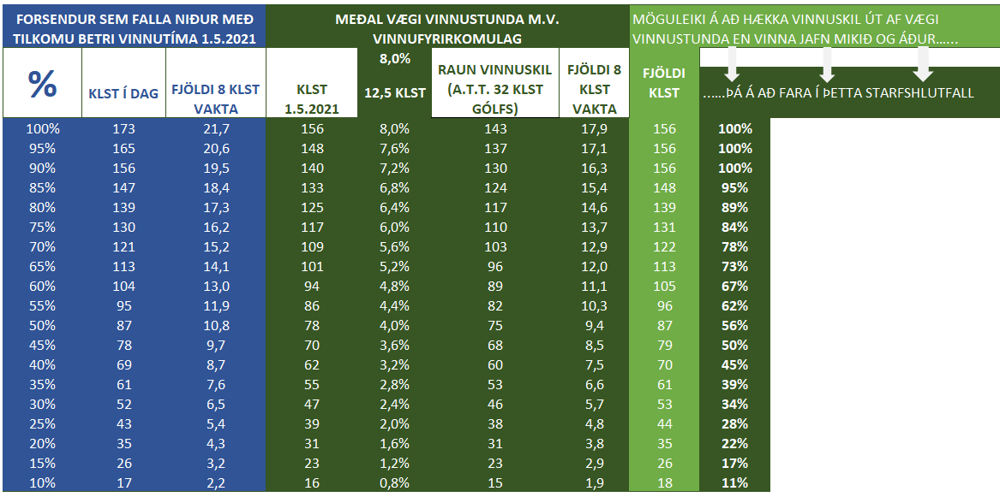 FORSENDUR SEM FALLA NIÐUR MEÐ
TILKOMU BETRI VINNUTÍMA 1.5.2021
MEÐAL VÆGI VINNUSTUNDA M.V.
VINNUFYRIRKOMULAG
MÖGULEIKI Á AÐ HÆKKA VINNUSKIL ÚT AF VÆGI
VINNUSTUNDA EN VINNA JAFN MIKIÐ OG ÁÐUR…...
%
KLST Í DAG
FJÖLDI 8 KLST
VAKTA
KLST
1.5.2021
8,0%
12,5 KLST
RAUN VINNUSKIL
(A.T.T. 32 KLST
GÓLFS)
FJÖLDI 8
KLST
VAKTA
FJÖLDI
KLST
…...ÞÁ Á AÐ FARA Í ÞETTA STARFSHLUTFALL
100% 173 21,7 156 8,0% 143 17,9 156 100%
95% 165 20,6 148 7,6% 137 17,1 156 100%
90% 156 19,5 140 7,2% 130 16,3 156 100%
85% 147 18,4 133 6,8% 124 15,4 148 95%
80% 139 17,3 125 6,4% 117 14,6 139 89%
75% 130 16,2 117 6,0% 110 13,7 131 84%
70% 121 15,2 109 5,6% 103 12,9 122 78%
65% 113 14,1 101 5,2% 96 12,0 113 73%
60% 104 13,0 94 4,8% 89 11,1 105 67%
55% 95 11,9 86 4,4% 82 10,3 96 62%
50% 87 10,8 78 4,0% 75 9,4 87 56%
45% 78 9,7 70 3,6% 68 8,5 79 50%
40% 69 8,7 62 3,2% 60 7,5 70 45%
35% 61 7,6 55 2,8% 53 6,6 61 39%
30% 52 6,5 47 2,4% 46 5,7 53 34%
25% 43 5,4 39 2,0% 38 4,8 44 28%
20% 35 4,3 31 1,6% 31 3,8 35 22%
15% 26 3,2 23 1,2% 23 2,9 26 17%
10% 17 2,2 16 0,8% 15 1,9 18 11%